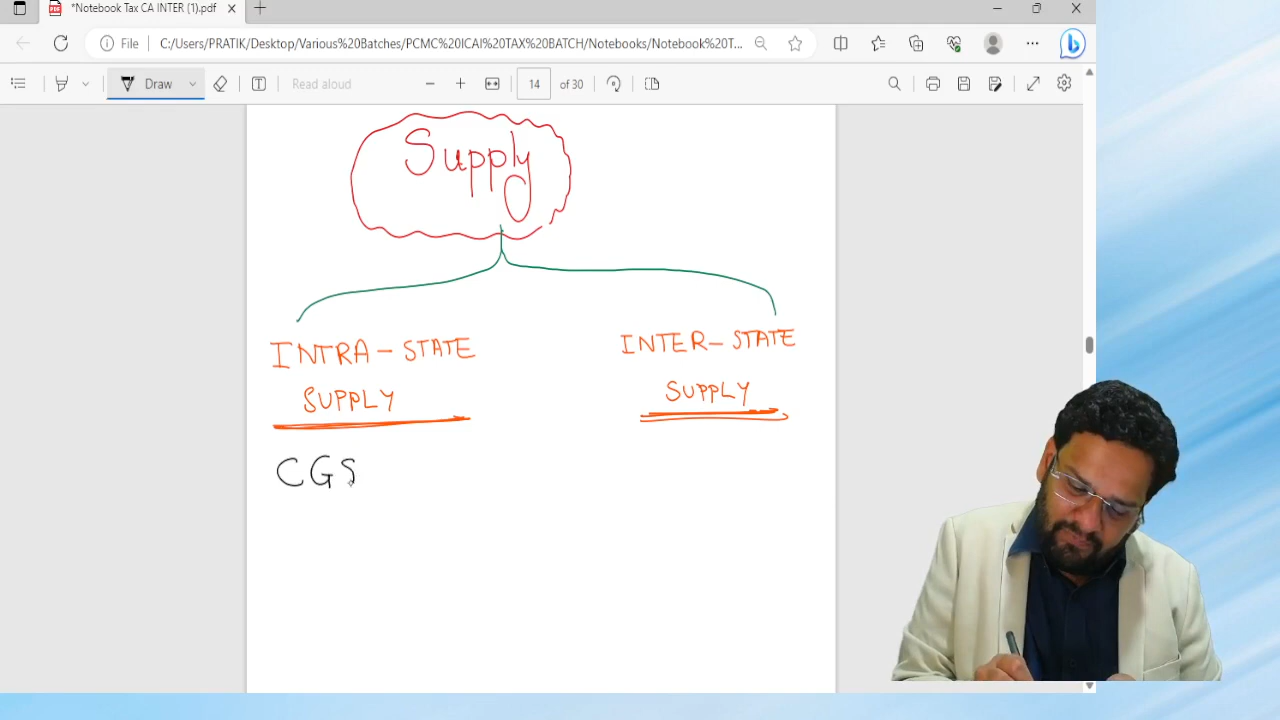 *Notebook Tax CA INTER (1).pdf
File C:/Users/PRATIK/Desktop/Various%20Batches/PCMC%20ICAI%20TAX%20BATCH/Notebooks/Notebook%20T...
Draw Read aloud 14 of 30
Supply
INTRA-STATE INTER-STATE
SUPPLY SUPPLY
CGS